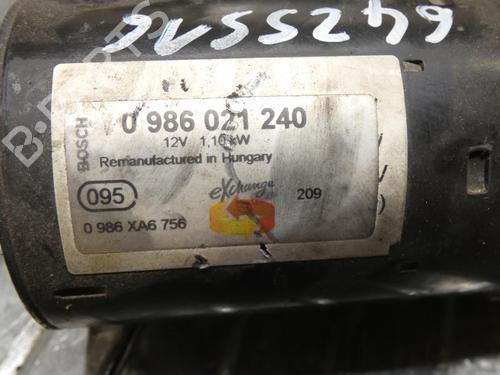 642SSAS
BOSCH
0 986 021 240
12V 1,10 kW
Remanufactured in Hungary
095
eXchange
209
0 986 XA6 756